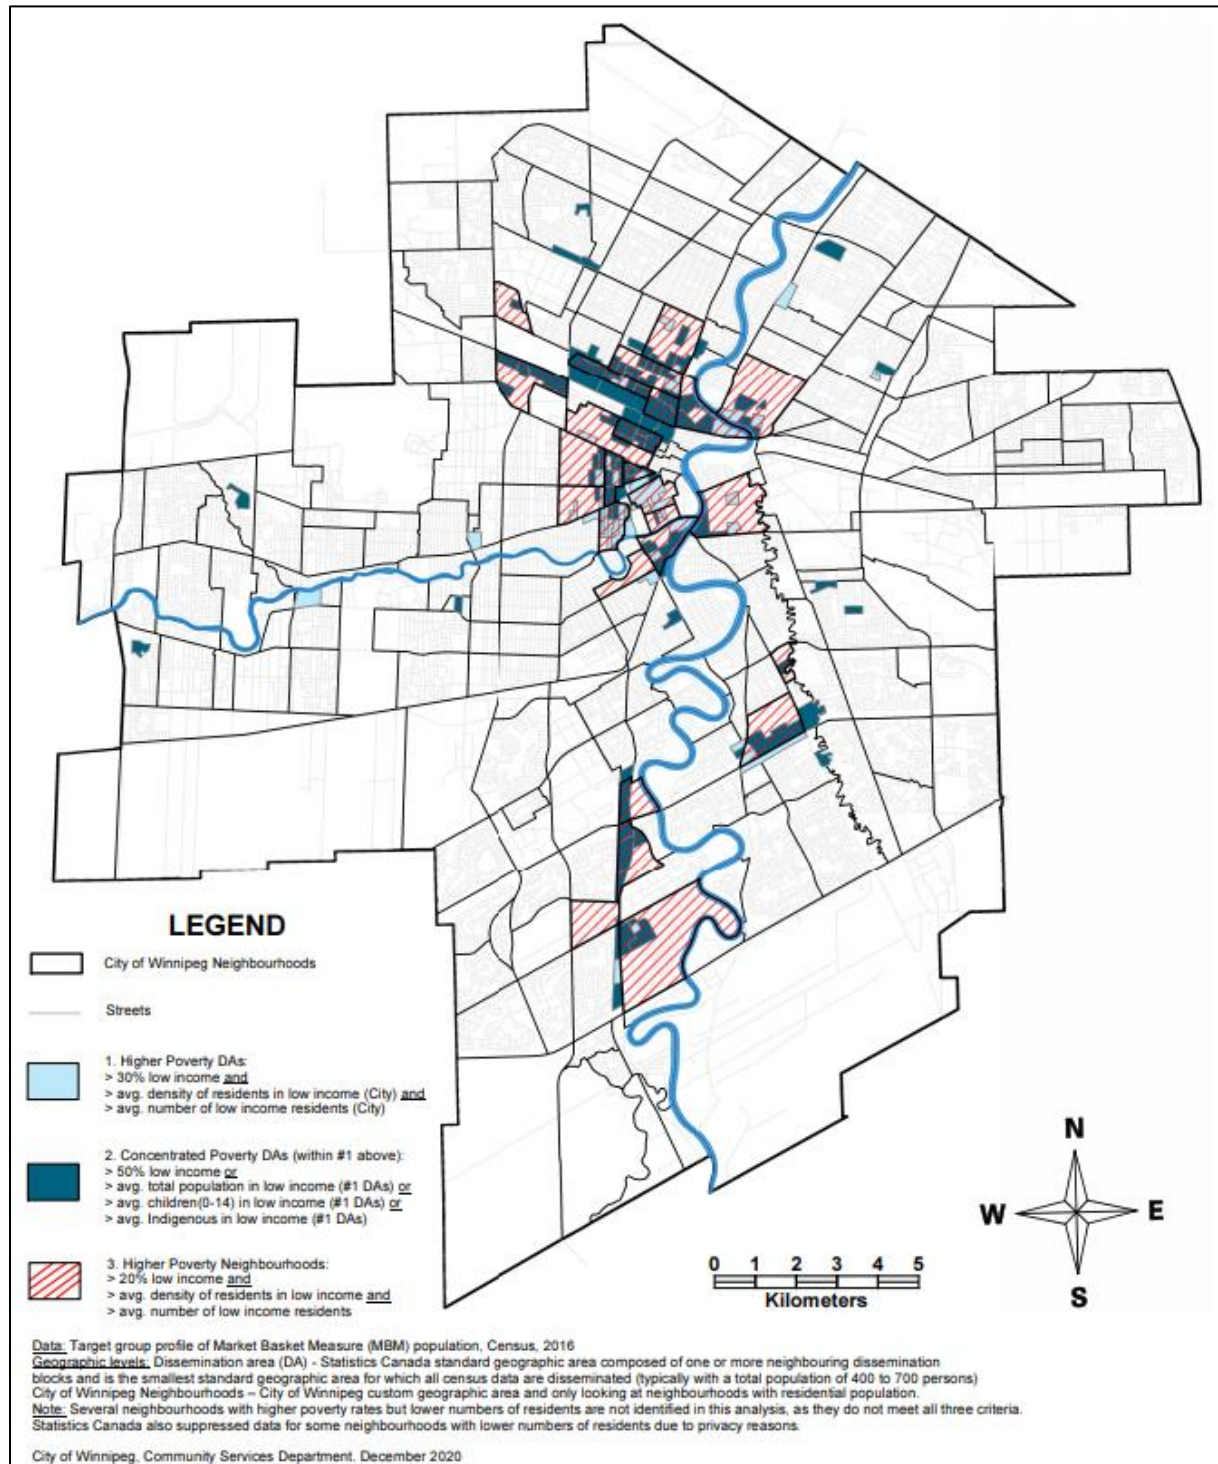 LEGEND
City of Winnipeg Neighbourhoods
Streets
1. Higher Poverty DAs:
> 30% low income and
> avg. density of residents in low income (City) and
> avg. number of low income residents (City)
2. Concentrated Poverty DAs (within #1 above):
> 50% low income or
> avg. total population in low income (#1 DAs) or
> avg. children(0-14) in low income (#1 DAs) or
> avg. Indigenous in low income (#1 DAs)
3. Higher Poverty Neighbourhoods:
> 20% low income and
> avg. density of residents in low income and
> avg. number of low income residents
N
W E
S
0 1 2 3 4 5
Kilometers
Data: Target group profile of Market Basket Measure (MBM) population, Census, 2016
Geographic levels: Dissemination area (DA) - Statistics Canada standard geographic area composed of one or more neighbouring dissemination
blocks and is the smallest standard geographic area for which all census data are disseminated (typically with a total population of 400 to 700 persons)
City of Winnipeg Neighbourhoods – City of Winnipeg custom geographic area and only looking at neighbourhoods with residential population.
Note: Several neighbourhoods with higher poverty rates but lower numbers of residents are not identified in this analysis, as they do not meet all three criteria.
Statistics Canada also suppressed data for some neighbourhoods with lower numbers of residents due to privacy reasons.
City of Winnipeg, Community Services Department. December 2020